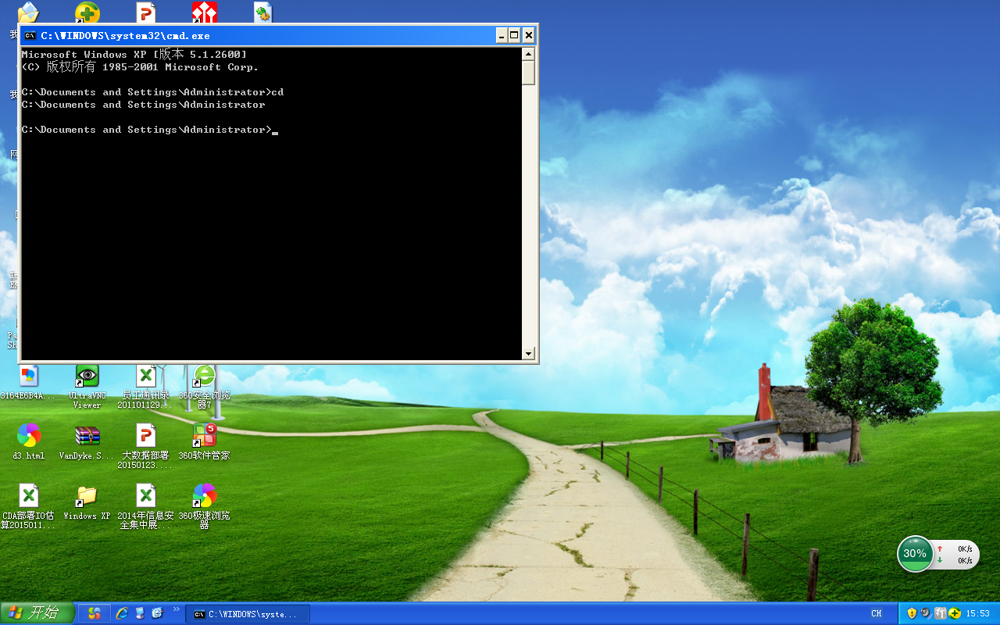 C:\WINDOWS\system32\cmd.exe
Microsoft Windows XP [版本 5.1.2600]
(C) 版权所有 1985-2001 Microsoft Corp.
C:\Documents and Settings\Administrator>cd
C:\Documents and Settings\Administrator
C:\Documents and Settings\Administrator>
3164E6B4A...
UltraVNC
Viewer
员工通讯录
201101129...
360安全浏览
器7
d3.html
VanDyke.S...
大数据部署
20150123....
5
360软件管家
CDA部署IO估
算2015011...
Windows XP
2014年信息安
全集中展...
360极速浏览
器
30%
0K/s
0K/s
开始
C:\WINDOWS\syste...
CH
15:53